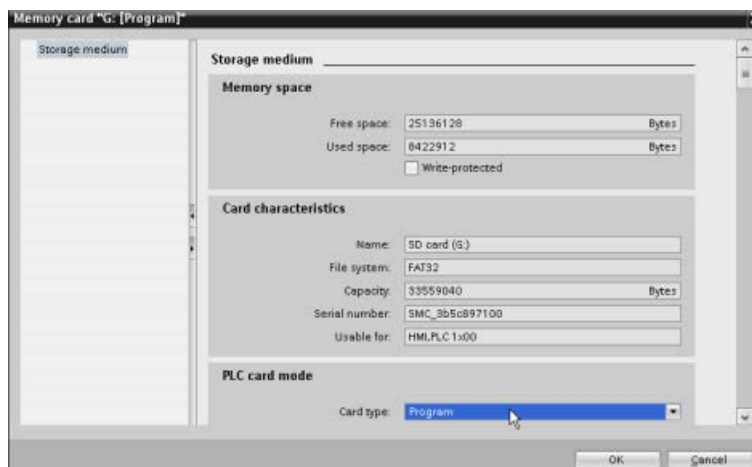 Memory card "G: [Program]"
Storage medium
Storage medium
Memory space
Free space: 25136128 Bytes
Used space: 8422912 Bytes
Write-protected
Card characteristics
Name: SD card (G:)
File system: FAT32
Capacity: 33559040 Bytes
Serial number: SMC_3b5c897100
Usable for: HMI,PLC 1x00
PLC card mode
Card type: Program
OK Cancel